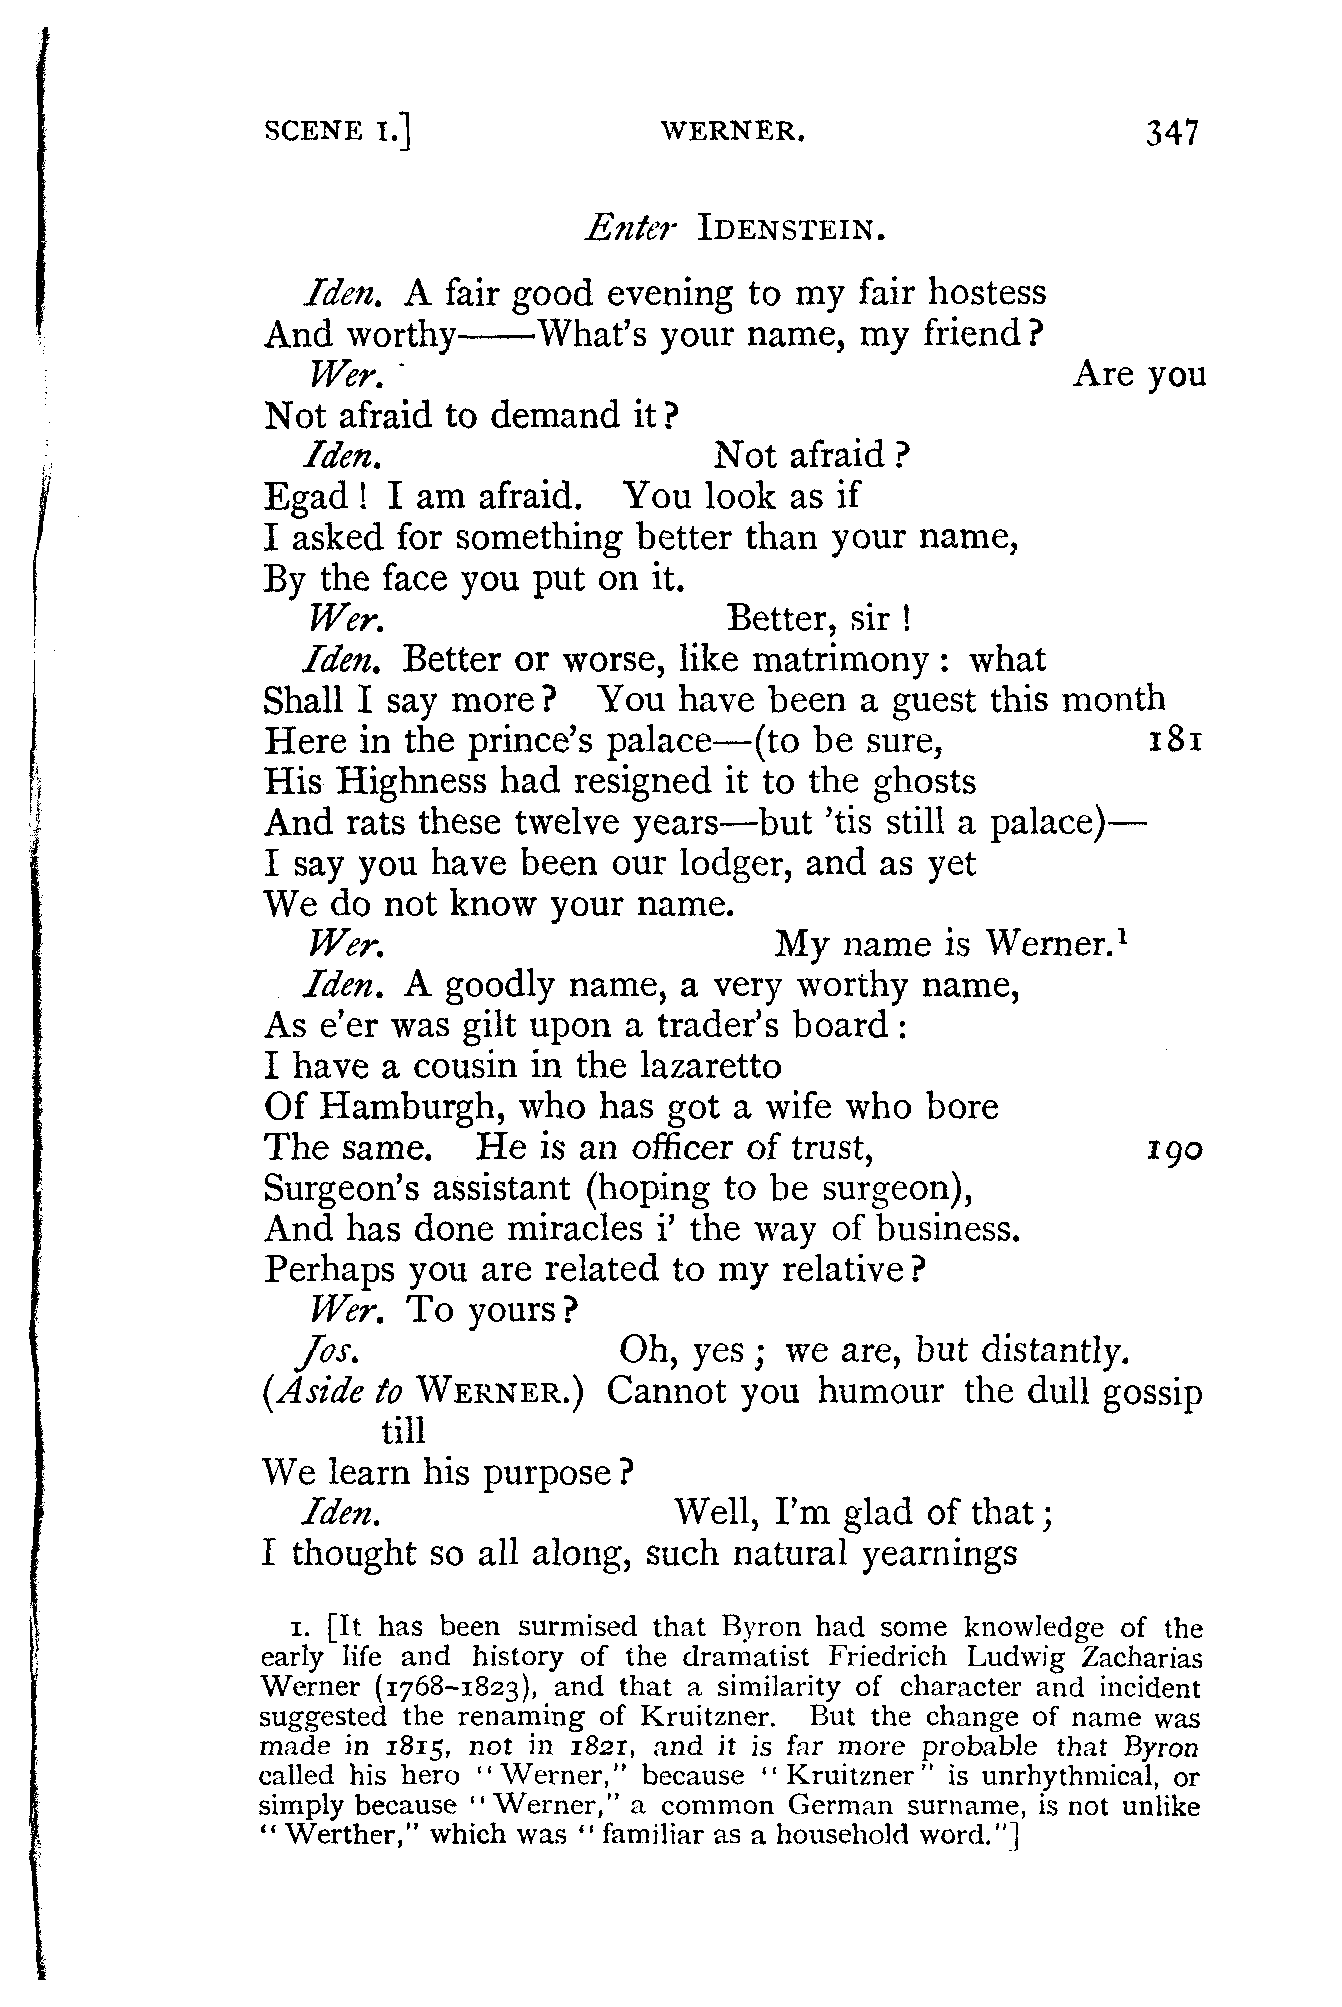 SCENE I.] WERNER. 347
Enter IDENSTEIN.
Iden. A fair good evening to my fair hostess
And worthy——What's your name, my friend?
Wer. Are you
Not afraid to demand it?
Iden. Not afraid?
Egad! I am afraid. You look as if
I asked for something better than your name,
By the face you put on it.
Wer. Better, sir!
Iden. Better or worse, like matrimony: what
Shall I say more? You have been a guest this month
Here in the prince's palace—(to be sure, 181
His Highness had resigned it to the ghosts
And rats these twelve years—but 'tis still a palace)—
I say you have been our lodger, and as yet
We do not know your name.
Wer. My name is Werner.¹
Iden. A goodly name, a very worthy name,
As e'er was gilt upon a trader's board:
I have a cousin in the lazaretto
Of Hamburgh, who has got a wife who bore
The same. He is an officer of trust, 190
Surgeon's assistant (hoping to be surgeon),
And has done miracles i' the way of business.
Perhaps you are related to my relative?
Wer. To yours?
Jos. Oh, yes; we are, but distantly.
(Aside to WERNER.) Cannot you humour the dull gossip
till
We learn his purpose?
Iden. Well, I'm glad of that;
I thought so all along, such natural yearnings
1. [It has been surmised that Byron had some knowledge of the
early life and history of the dramatist Friedrich Ludwig Zacharias
Werner (1768-1823), and that a similarity of character and incident
suggested the renaming of Kruitzner. But the change of name was
made in 1815, not in 1821, and it is far more probable that Byron
called his hero "Werner," because "Kruitzner" is unrhythmical, or
simply because "Werner," a common German surname, is not unlike
"Werther," which was "familiar as a household word."]